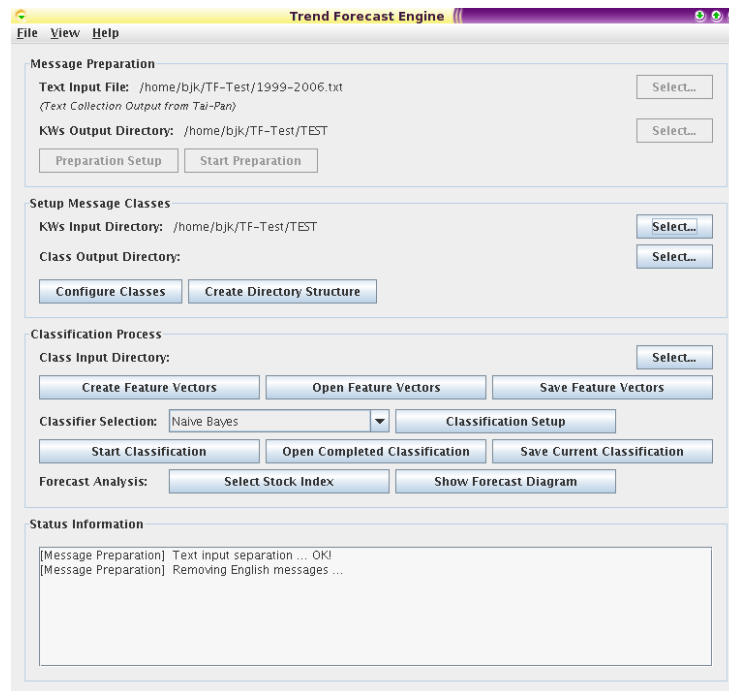 Trend Forecast Engine
File View Help
Message Preparation
Text Input File: /home/bjk/TF-Test/1999-2006.txt Select...
(Text Collection Output from Tai-Pan)
KWs Output Directory: /home/bjk/TF-Test/TEST Select...
Preparation Setup Start Preparation
Setup Message Classes
KWs Input Directory: /home/bjk/TF-Test/TEST Select...
Class Output Directory: Select...
Configure Classes Create Directory Structure
Classification Process
Class Input Directory: Select...
Create Feature Vectors Open Feature Vectors Save Feature Vectors
Classifier Selection: Naive Bayes Classification Setup
Start Classification Open Completed Classification Save Current Classification
Forecast Analysis: Select Stock Index Show Forecast Diagram
Status Information
[Message Preparation] Text input separation ... OK!
[Message Preparation] Removing English messages ...